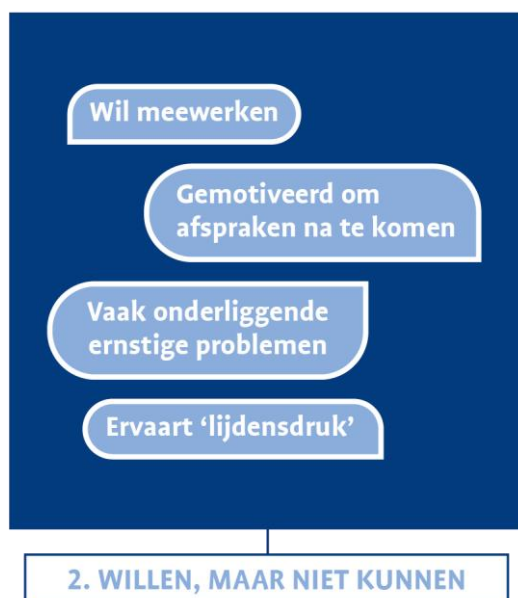 Wil meewerken
Gemotiveerd om
afspraken na te komen
Vaak onderliggende
ernstige problemen
Ervaart ‘lijdensdruk’
2. WILLEN, MAAR NIET KUNNEN